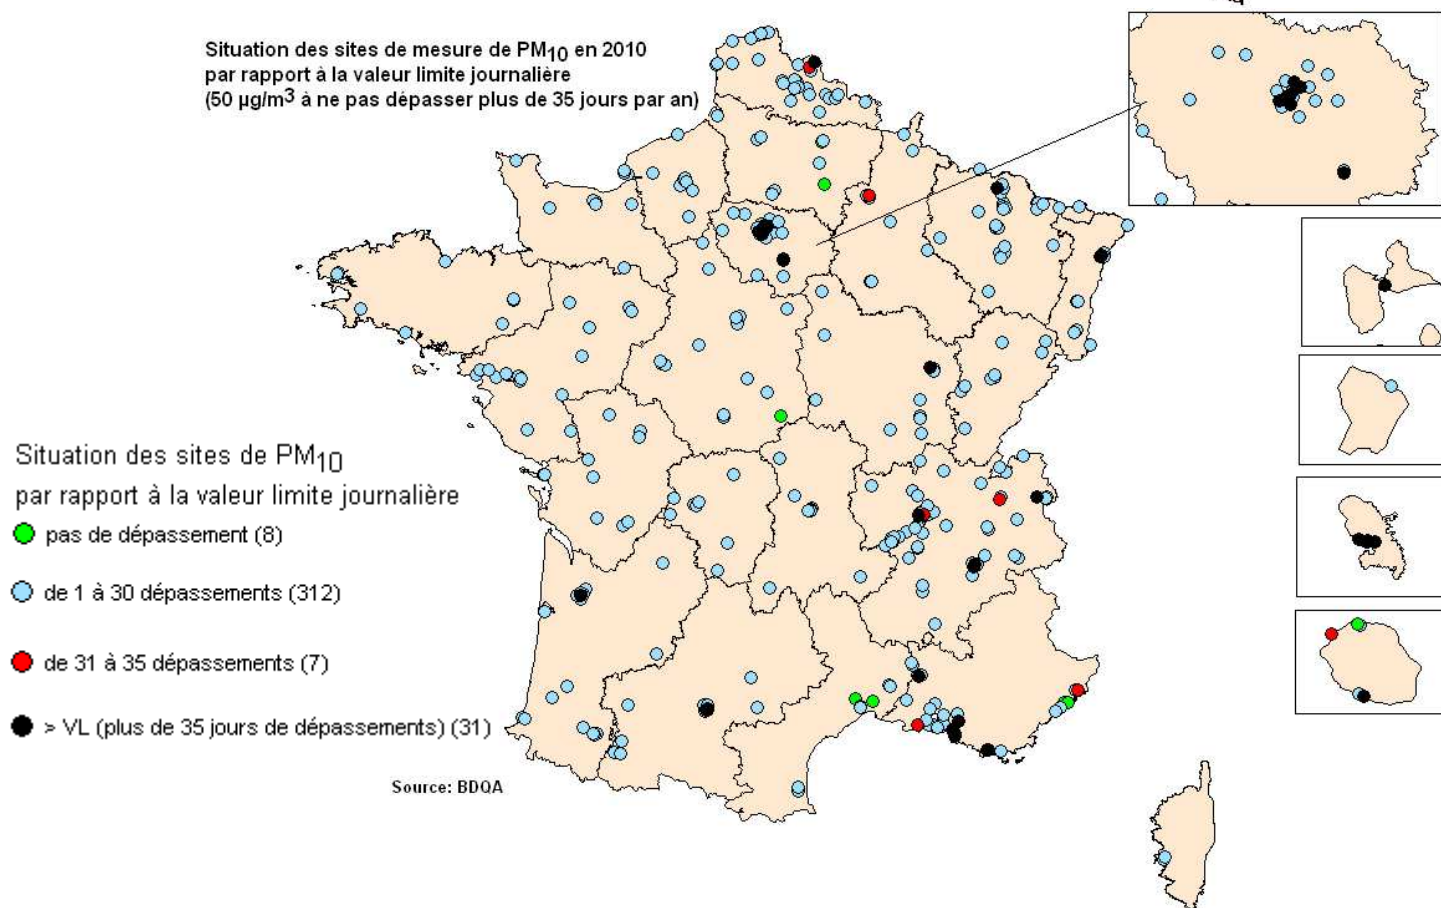 Situation des sites de mesure de PM10 en 2010
par rapport à la valeur limite journalière
(50 µg/m3 à ne pas dépasser plus de 35 jours par an)
Situation des sites de PM10
par rapport à la valeur limite journalière
pas de dépassement (8)
de 1 à 30 dépassements (312)
de 31 à 35 dépassements (7)
> VL (plus de 35 jours de dépassements) (31)
Source: BDQA